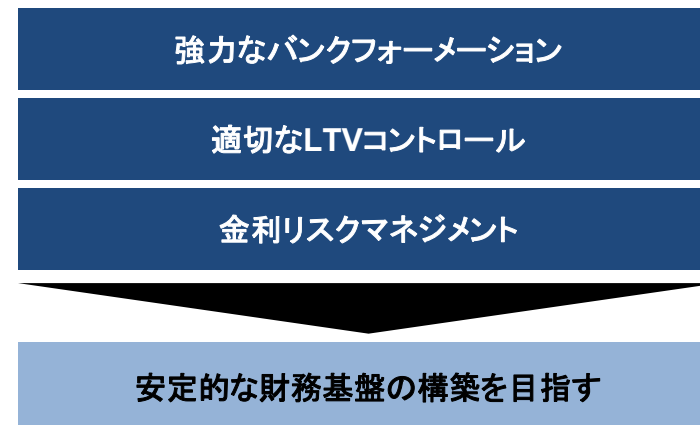 強力なバンクフォーメーション
適切なLTVコントロール
金利リスクマネジメント
安定的な財務基盤の構築を目指す